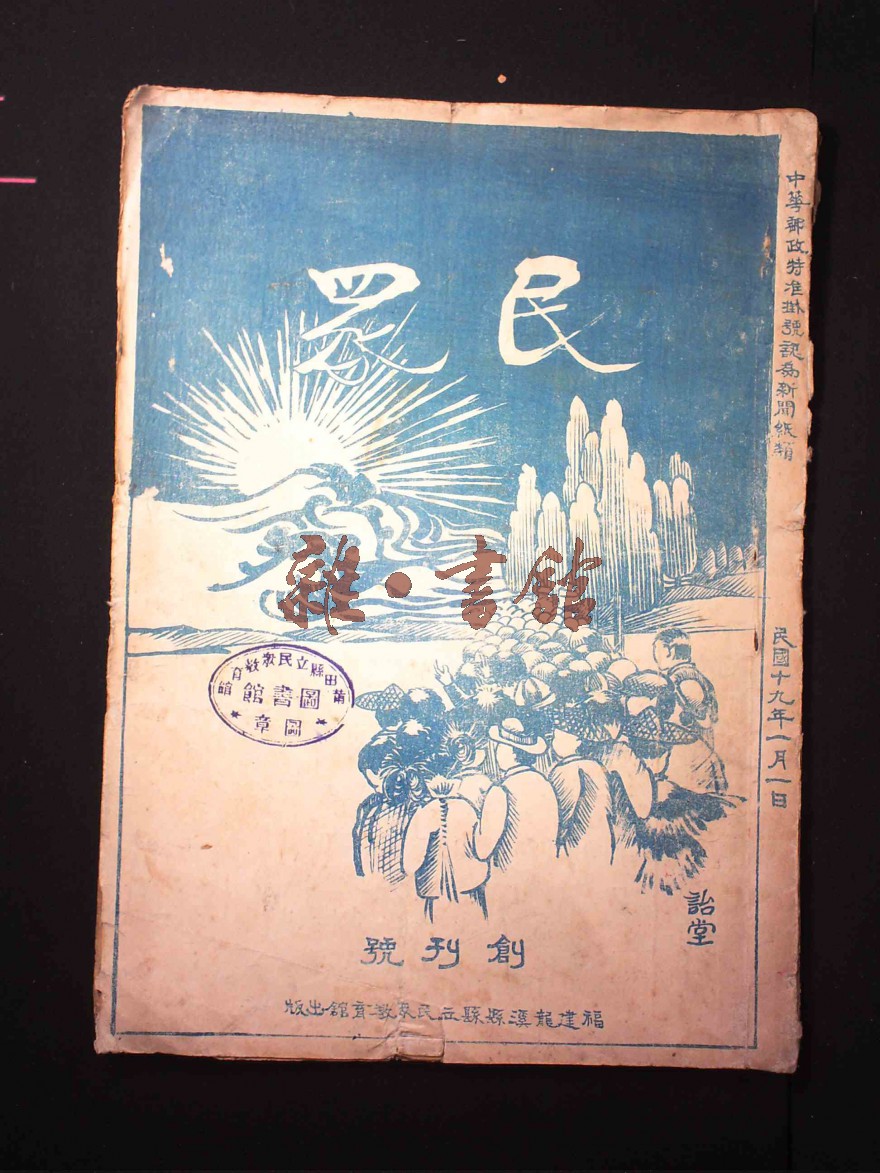 民眾
中華郵政特准掛號認為新聞紙類
民國十九年一月一日
雜·書館
莆田縣立民衆教育館
圖書館
圖章
詒堂
創刊號
福建龍溪縣縣立民衆教育館出版